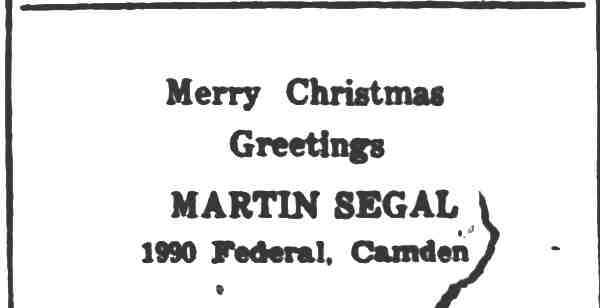 Merry Christmas
Greetings
MARTIN SEGAL
1990 Federal, Camden